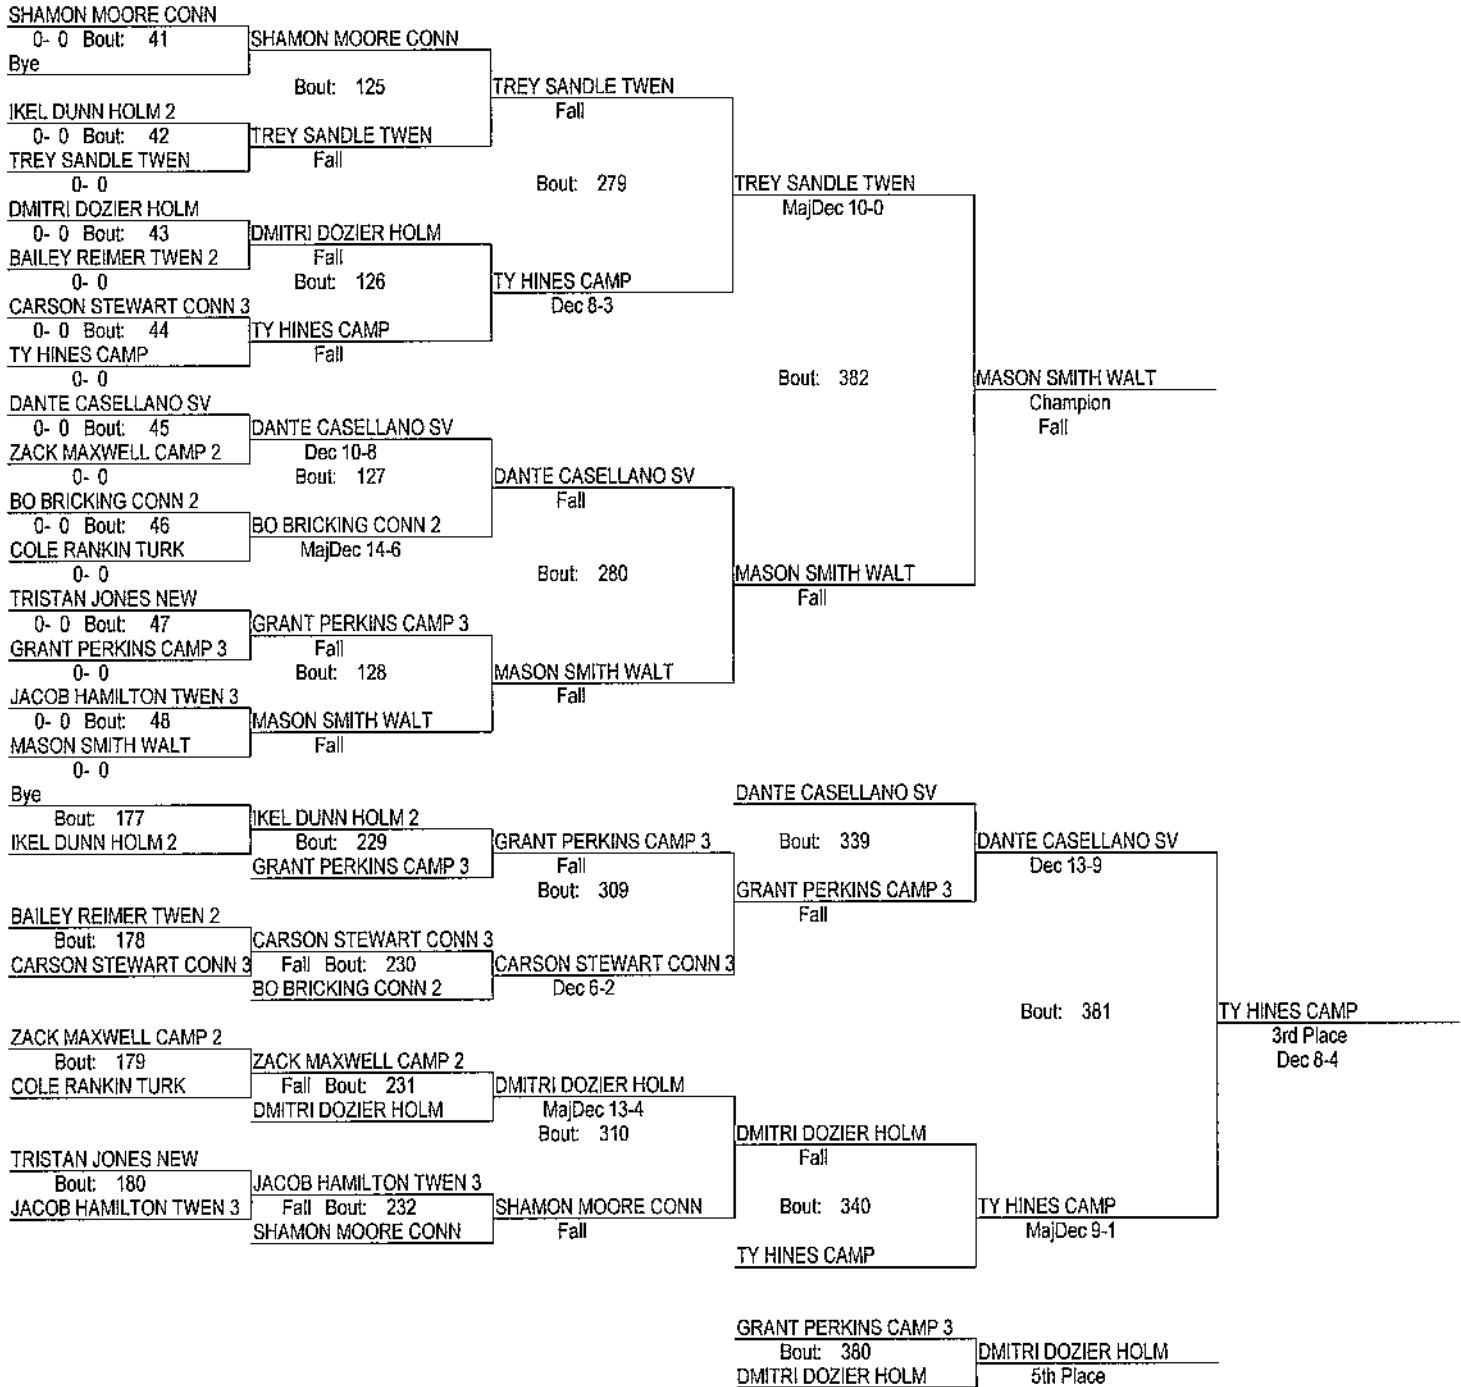 SHAMON MOORE CONN
0- 0 Bout: 41
Bye
IKEL DUNN HOLM 2
0- 0 Bout: 42
TREY SANDLE TWEN
0- 0
DMITRI DOZIER HOLM
0- 0 Bout: 43
BAILEY REIMER TWEN 2
0- 0
CARSON STEWART CONN 3
0- 0 Bout: 44
TY HINES CAMP
0- 0
DANTE CASELLANO SV
0- 0 Bout: 45
ZACK MAXWELL CAMP 2
0- 0
BO BRICKING CONN 2
0- 0 Bout: 46
COLE RANKIN TURK
0- 0
TRISTAN JONES NEW
0- 0 Bout: 47
GRANT PERKINS CAMP 3
0- 0
JACOB HAMILTON TWEN 3
0- 0 Bout: 48
MASON SMITH WALT
0- 0
SHAMON MOORE CONN
Bout: 125
TREY SANDLE TWEN
Fall
DMITRI DOZIER HOLM
Fall
Bout: 126
TY HINES CAMP
Fall
DANTE CASELLANO SV
Dec 10-8
Bout: 127
BO BRICKING CONN 2
MajDec 14-6
GRANT PERKINS CAMP 3
Fall
Bout: 128
MASON SMITH WALT
Fall
TREY SANDLE TWEN
Fall
Bout: 279
TY HINES CAMP
Dec 8-3
DANTE CASELLANO SV
Fall
Bout: 280
MASON SMITH WALT
Fall
TREY SANDLE TWEN
MajDec 10-0
Bout: 382
MASON SMITH WALT
Fall
MASON SMITH WALT
Champion
Fall
Bye
Bout: 177
IKEL DUNN HOLM 2
BAILEY REIMER TWEN 2
Bout: 178
CARSON STEWART CONN 3
ZACK MAXWELL CAMP 2
Bout: 179
COLE RANKIN TURK
TRISTAN JONES NEW
Bout: 180
JACOB HAMILTON TWEN 3
IKEL DUNN HOLM 2
Bout: 229
GRANT PERKINS CAMP 3
CARSON STEWART CONN 3
Fall Bout: 230
BO BRICKING CONN 2
ZACK MAXWELL CAMP 2
Fall Bout: 231
DMITRI DOZIER HOLM
JACOB HAMILTON TWEN 3
Fall Bout: 232
SHAMON MOORE CONN
GRANT PERKINS CAMP 3
Fall
Bout: 309
CARSON STEWART CONN 3
Dec 6-2
DMITRI DOZIER HOLM
MajDec 13-4
Bout: 310
SHAMON MOORE CONN
Fall
DANTE CASELLANO SV
Bout: 339
GRANT PERKINS CAMP 3
Fall
DMITRI DOZIER HOLM
Fall
Bout: 340
TY HINES CAMP
DANTE CASELLANO SV
Dec 13-9
Bout: 381
TY HINES CAMP
MajDec 9-1
TY HINES CAMP
3rd Place
Dec 8-4
GRANT PERKINS CAMP 3
Bout: 380
DMITRI DOZIER HOLM
DMITRI DOZIER HOLM
5th Place